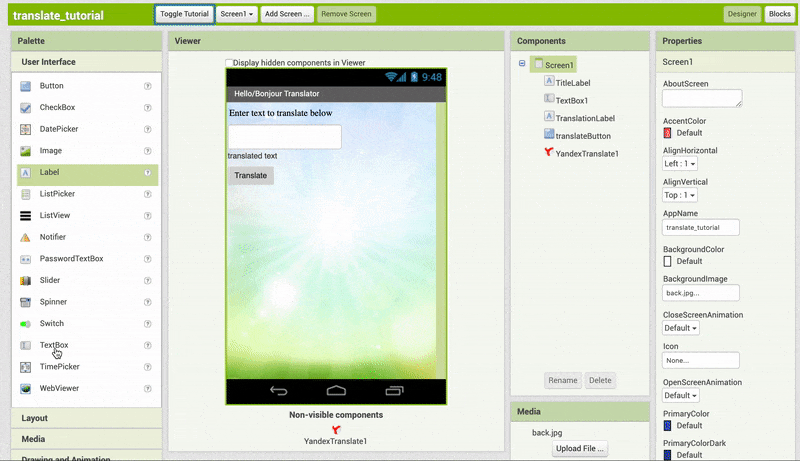 translate_tutorial
Toggle Tutorial
Screen1
Add Screen ...
Remove Screen
Designer
Blocks
Palette
User Interface
Button
?
CheckBox
?
DatePicker
?
Image
?
Label
?
ListPicker
?
ListView
?
Notifier
?
PasswordTextBox
?
Slider
?
Spinner
?
Switch
?
TextBox
?
TimePicker
?
WebViewer
?
Layout
Media
Drawing and Animation
Viewer
Display hidden components in Viewer
9:48
Hello/Bonjour Translator
Enter text to translate below
translated text
Translate
Non-visible components
YandexTranslate1
Components
Screen1
TitleLabel
TextBox1
TranslationLabel
translateButton
YandexTranslate1
Rename
Delete
Media
back.jpg
Upload File ...
Properties
Screen1
AboutScreen
AccentColor
Default
AlignHorizontal
Left : 1
AlignVertical
Top : 1
AppName
translate_tutorial
BackgroundColor
Default
BackgroundImage
back.jpg...
CloseScreenAnimation
Default
Icon
None...
OpenScreenAnimation
Default
PrimaryColor
Default
PrimaryColorDark
Default